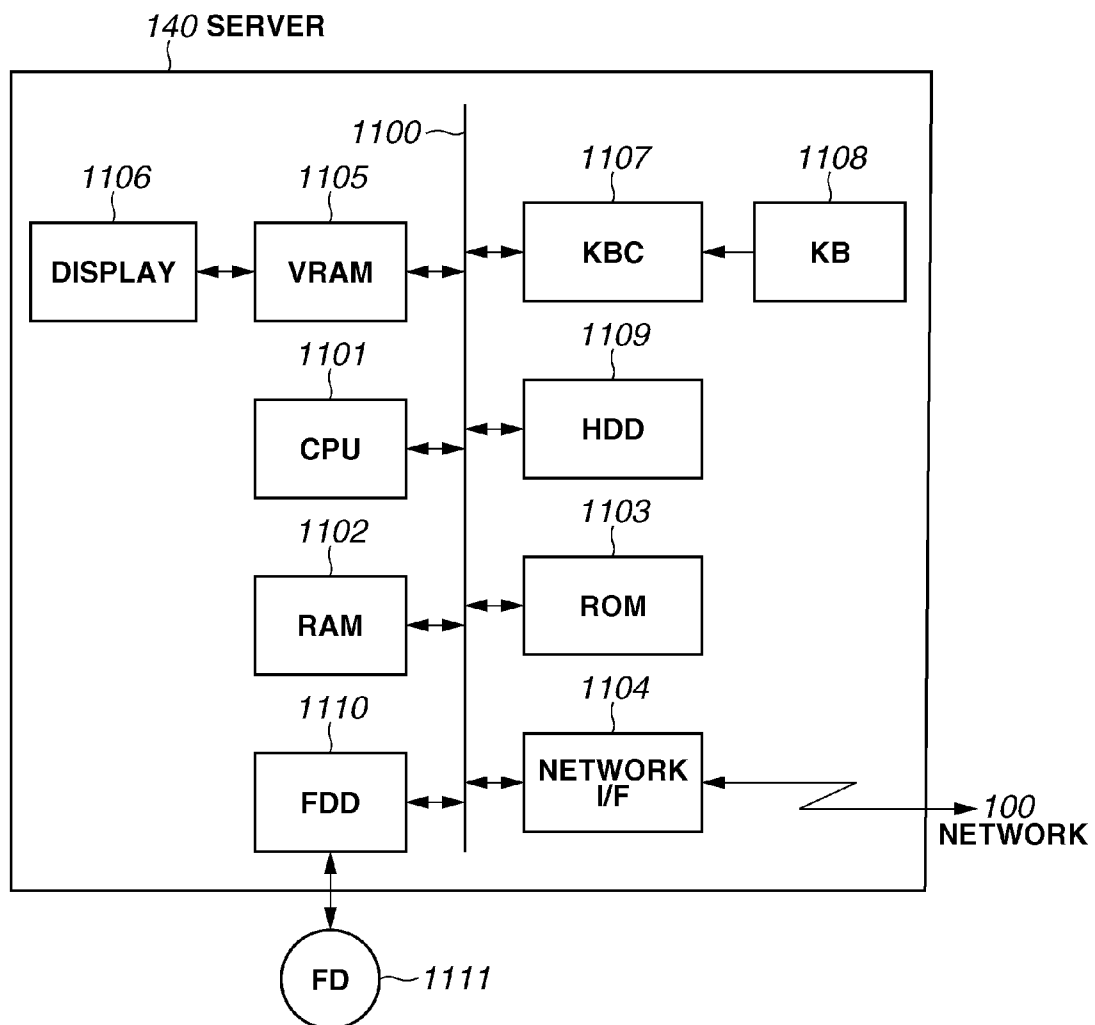 140 SERVER
1100
1106
1105
1107
1108
DISPLAY
VRAM
KBC
KB
1101
1109
CPU
HDD
1102
1103
RAM
ROM
1110
1104
FDD
NETWORK
I/F
100
NETWORK
FD
1111